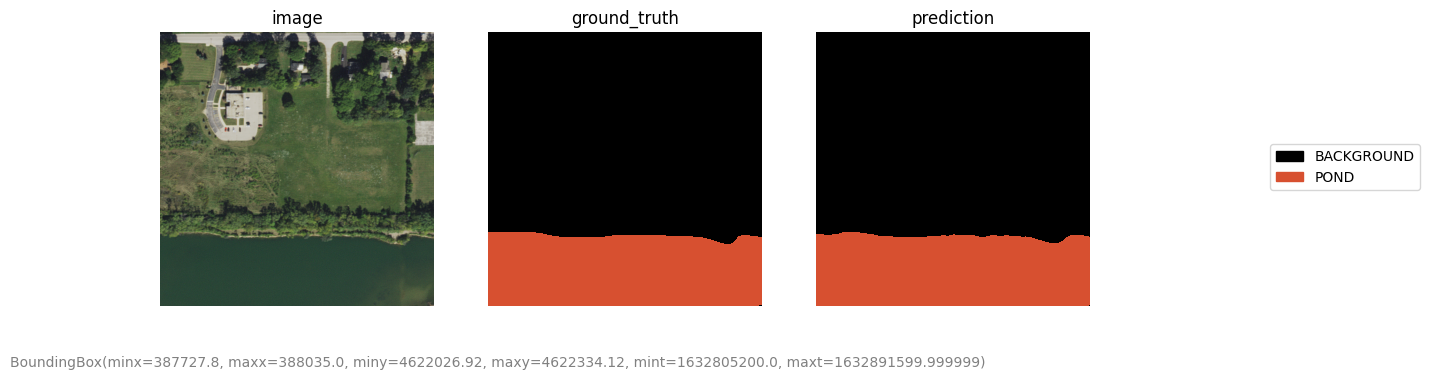 image
ground_truth
prediction
BACKGROUND
POND
BoundingBox(minx=387727.8, maxx=388035.0, miny=4622026.92, maxy=4622334.12, mint=1632805200.0, maxt=1632891599.999999)